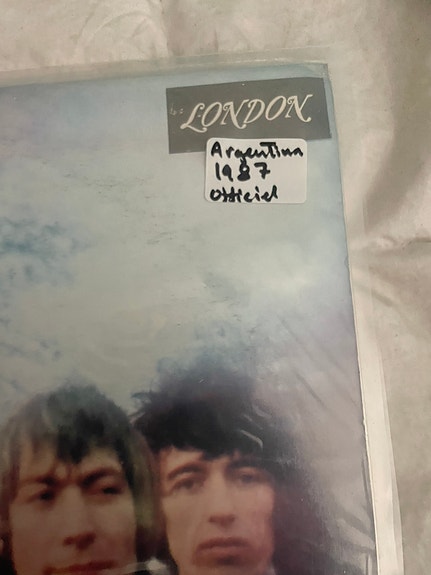 LONDON
Argentina
1987
officiel